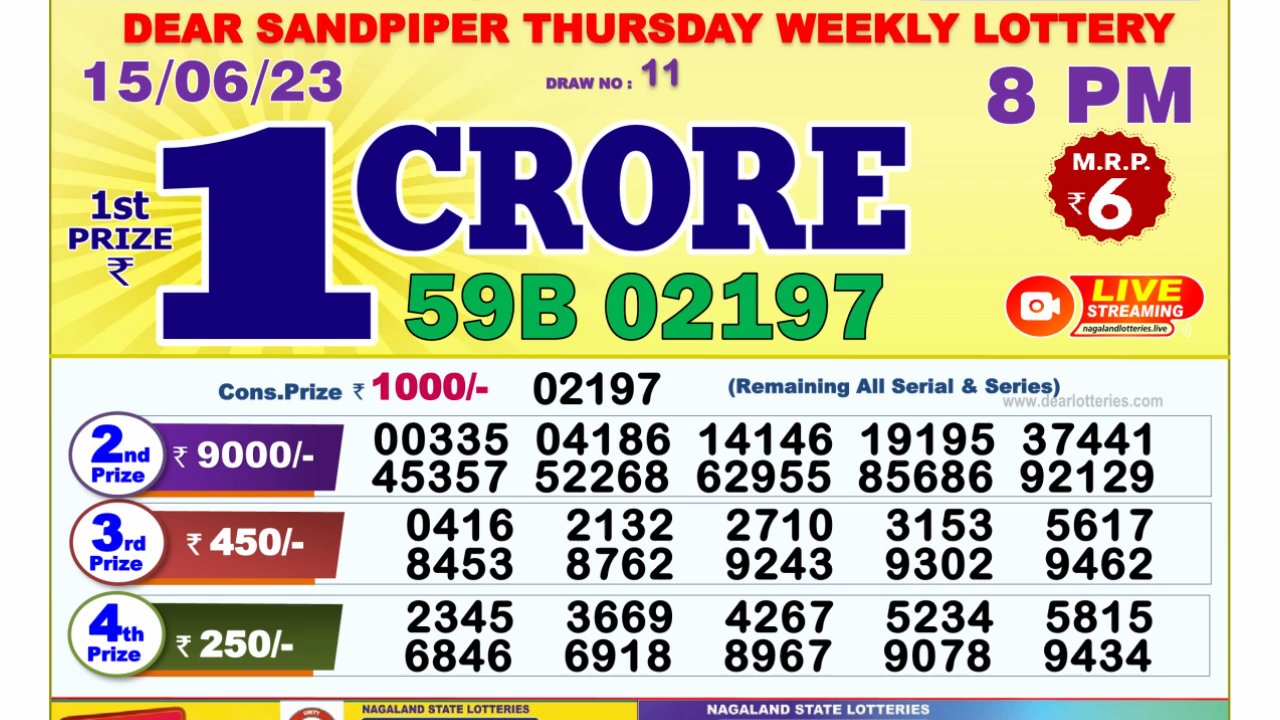 DEAR SANDPIPER THURSDAY WEEKLY LOTTERY
15/06/23
DRAW NO : 11
8 PM
1st
PRIZE
₹
1 CRORE
M.R.P.
₹ 6
59B 02197
LIVE
STREAMING
nagalandlotteries.live
Cons.Prize ₹ 1000/- 02197 (Remaining All Serial & Series)
www.dearlotteries.com
2nd
Prize
₹ 9000/-
00335 04186 14146 19195 37441
45357 52268 62955 85686 92129
3rd
Prize
₹ 450/-
0416 2132 2710 3153 5617
8453 8762 9243 9302 9462
4th
Prize
₹ 250/-
2345 3669 4267 5234 5815
6846 6918 8967 9078 9434
NAGALAND STATE LOTTERIES
NAGALAND STATE LOTTERIES
UNITY